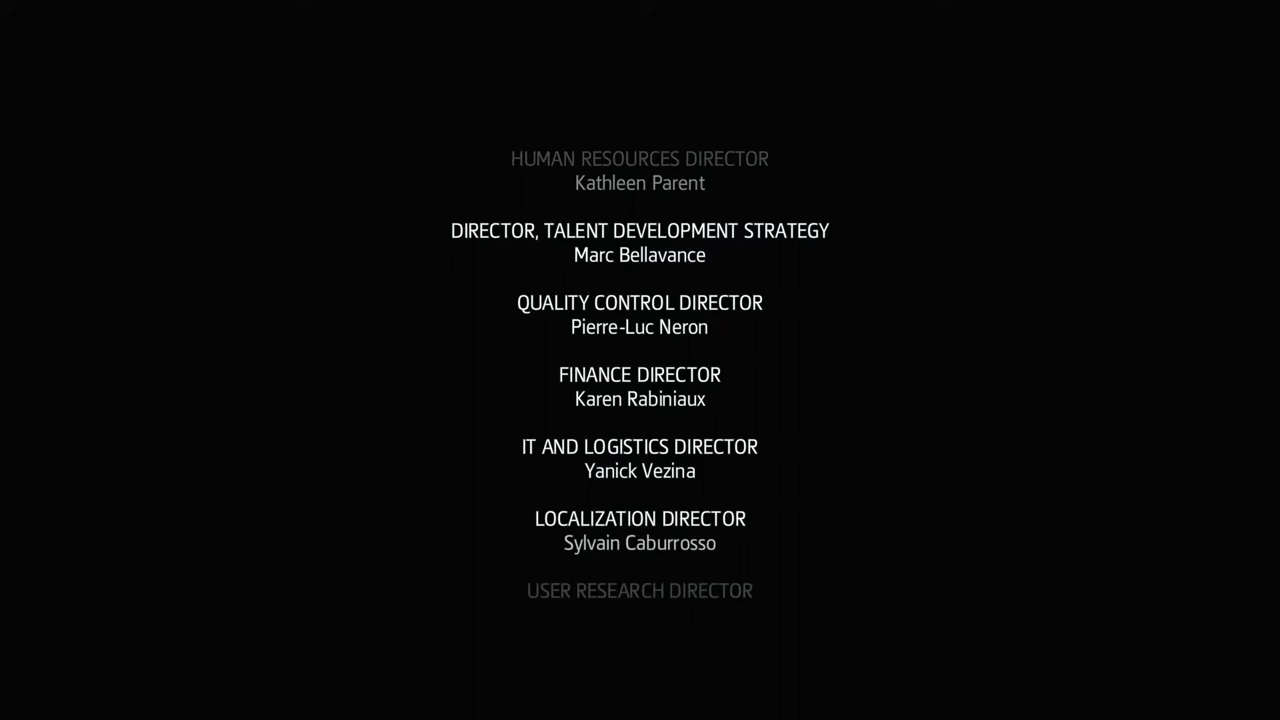 HUMAN RESOURCES DIRECTOR
Kathleen Parent
DIRECTOR, TALENT DEVELOPMENT STRATEGY
Marc Bellavance
QUALITY CONTROL DIRECTOR
Pierre-Luc Neron
FINANCE DIRECTOR
Karen Rabiniaux
IT AND LOGISTICS DIRECTOR
Yanick Vezina
LOCALIZATION DIRECTOR
Sylvain Caburrosso
USER RESEARCH DIRECTOR